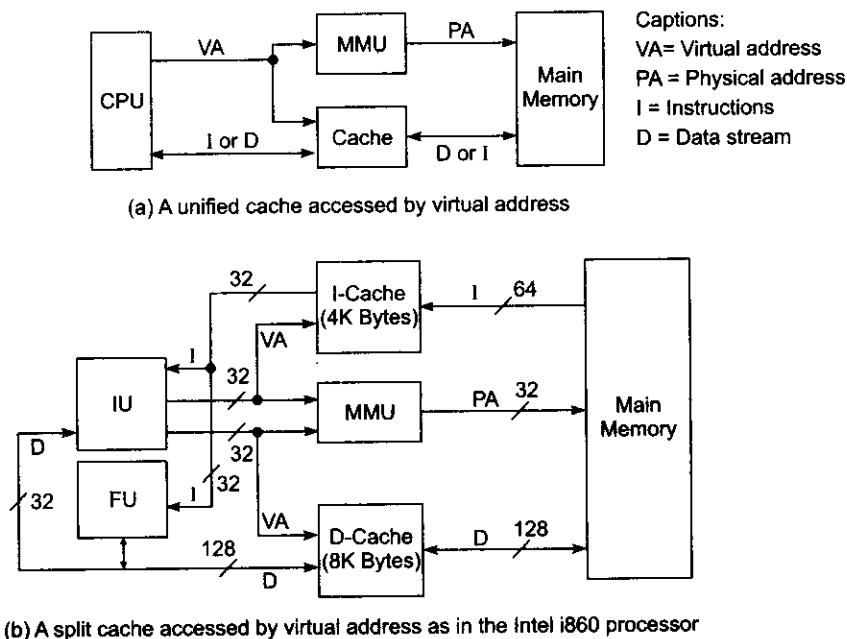 Captions:
VA= Virtual address
PA = Physical address
I = Instructions
D = Data stream
CPU
VA
MMU
PA
Main
Memory
I or D
Cache
D or I
(a) A unified cache accessed by virtual address
32
I-Cache
(4K Bytes)
I
64
VA
I
IU
32
MMU
PA
32
Main
Memory
D
32
32
32
FU
I
VA
D-Cache
(8K Bytes)
D
128
128
D
(b) A split cache accessed by virtual address as in the Intel i860 processor